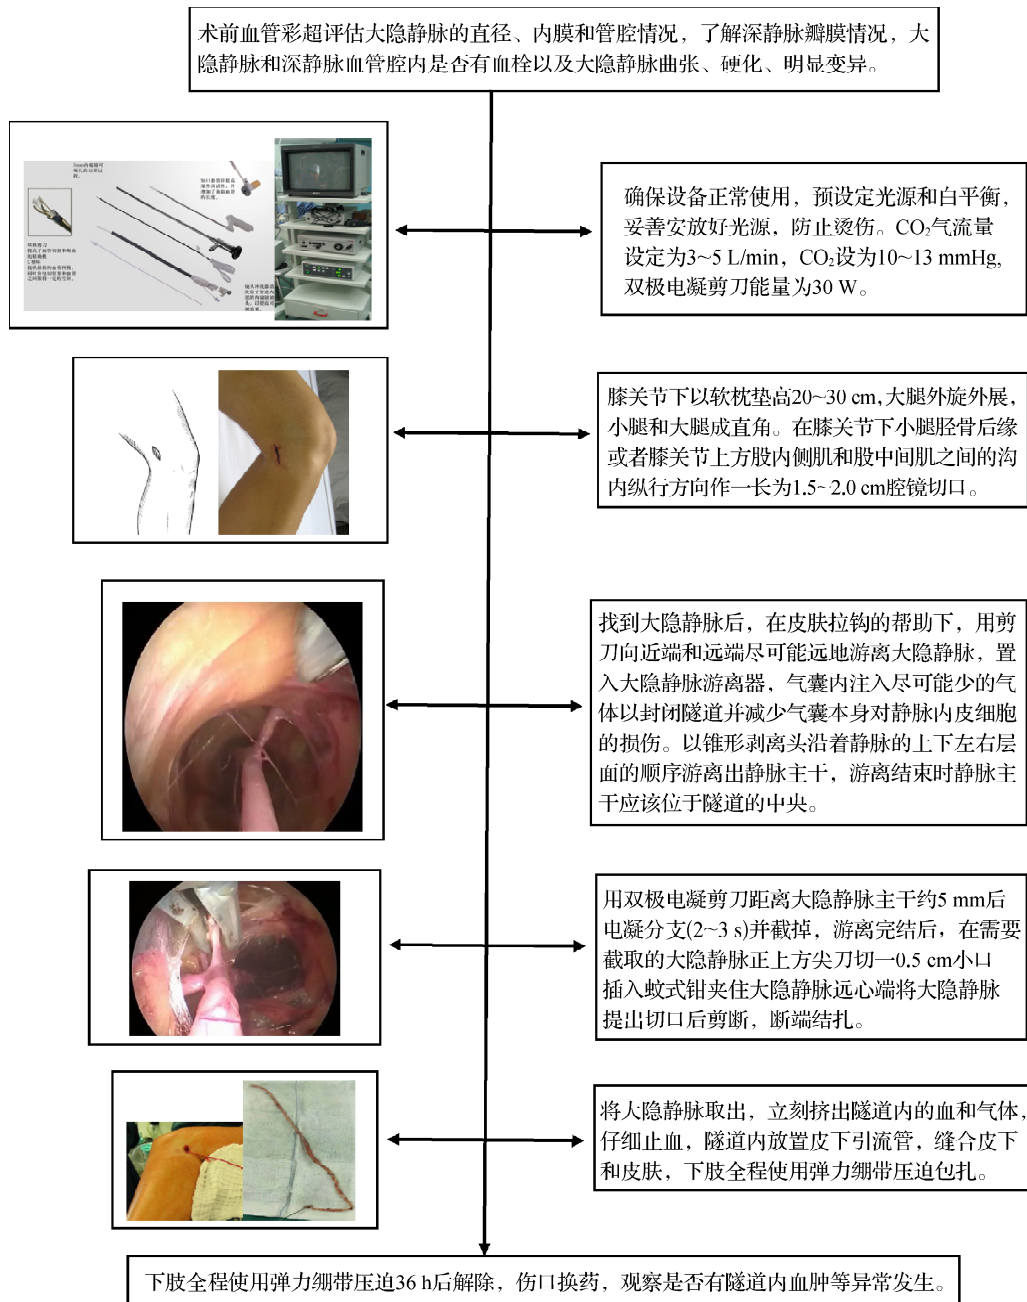 术前血管彩超评估大隐静脉的直径、内膜和管腔情况，了解深静脉瓣膜情况，大
隐静脉和深静脉血管腔内是否有血栓以及大隐静脉曲张、硬化、明显变异。
确保设备正常使用，预设定光源和白平衡，
妥善安放好光源，防止烫伤。CO₂气流量
设定为3~5 L/min，CO₂设为10~13 mmHg,
双极电凝剪刀能量为30 W。
膝关节下以软枕垫高20~30 cm,大腿外旋外展，
小腿和大腿成直角。在膝关节下小腿胫骨后缘
或者膝关节上方股内侧肌和股中间肌之间的沟
内纵行方向作一长为1.5~2.0 cm腔镜切口。
找到大隐静脉后，在皮肤拉钩的帮助下，用剪
刀向近端和远端尽可能远地游离大隐静脉，置
入大隐静脉游离器，气囊内注入尽可能少的气
体以封闭隧道并减少气囊本身对静脉内皮细胞
的损伤。以锥形剥离头沿着静脉的上下左右层
面的顺序游离出静脉主干，游离结束时静脉主
干应该位于隧道的中央。
用双极电凝剪刀距离大隐静脉主干约5 mm后
电凝分支(2~3 s)并截掉，游离完结后，在需要
截取的大隐静脉正上方尖刀切一0.5 cm小口
插入蚊式钳夹住大隐静脉远心端将大隐静脉
提出切口后剪断，断端结扎。
将大隐静脉取出，立刻挤出隧道内的血和气体，
仔细止血，隧道内放置皮下引流管，缝合皮下
和皮肤，下肢全程使用弹力绷带压迫包扎。
下肢全程使用弹力绷带压迫36 h后解除，伤口换药，观察是否有隧道内血肿等异常发生。